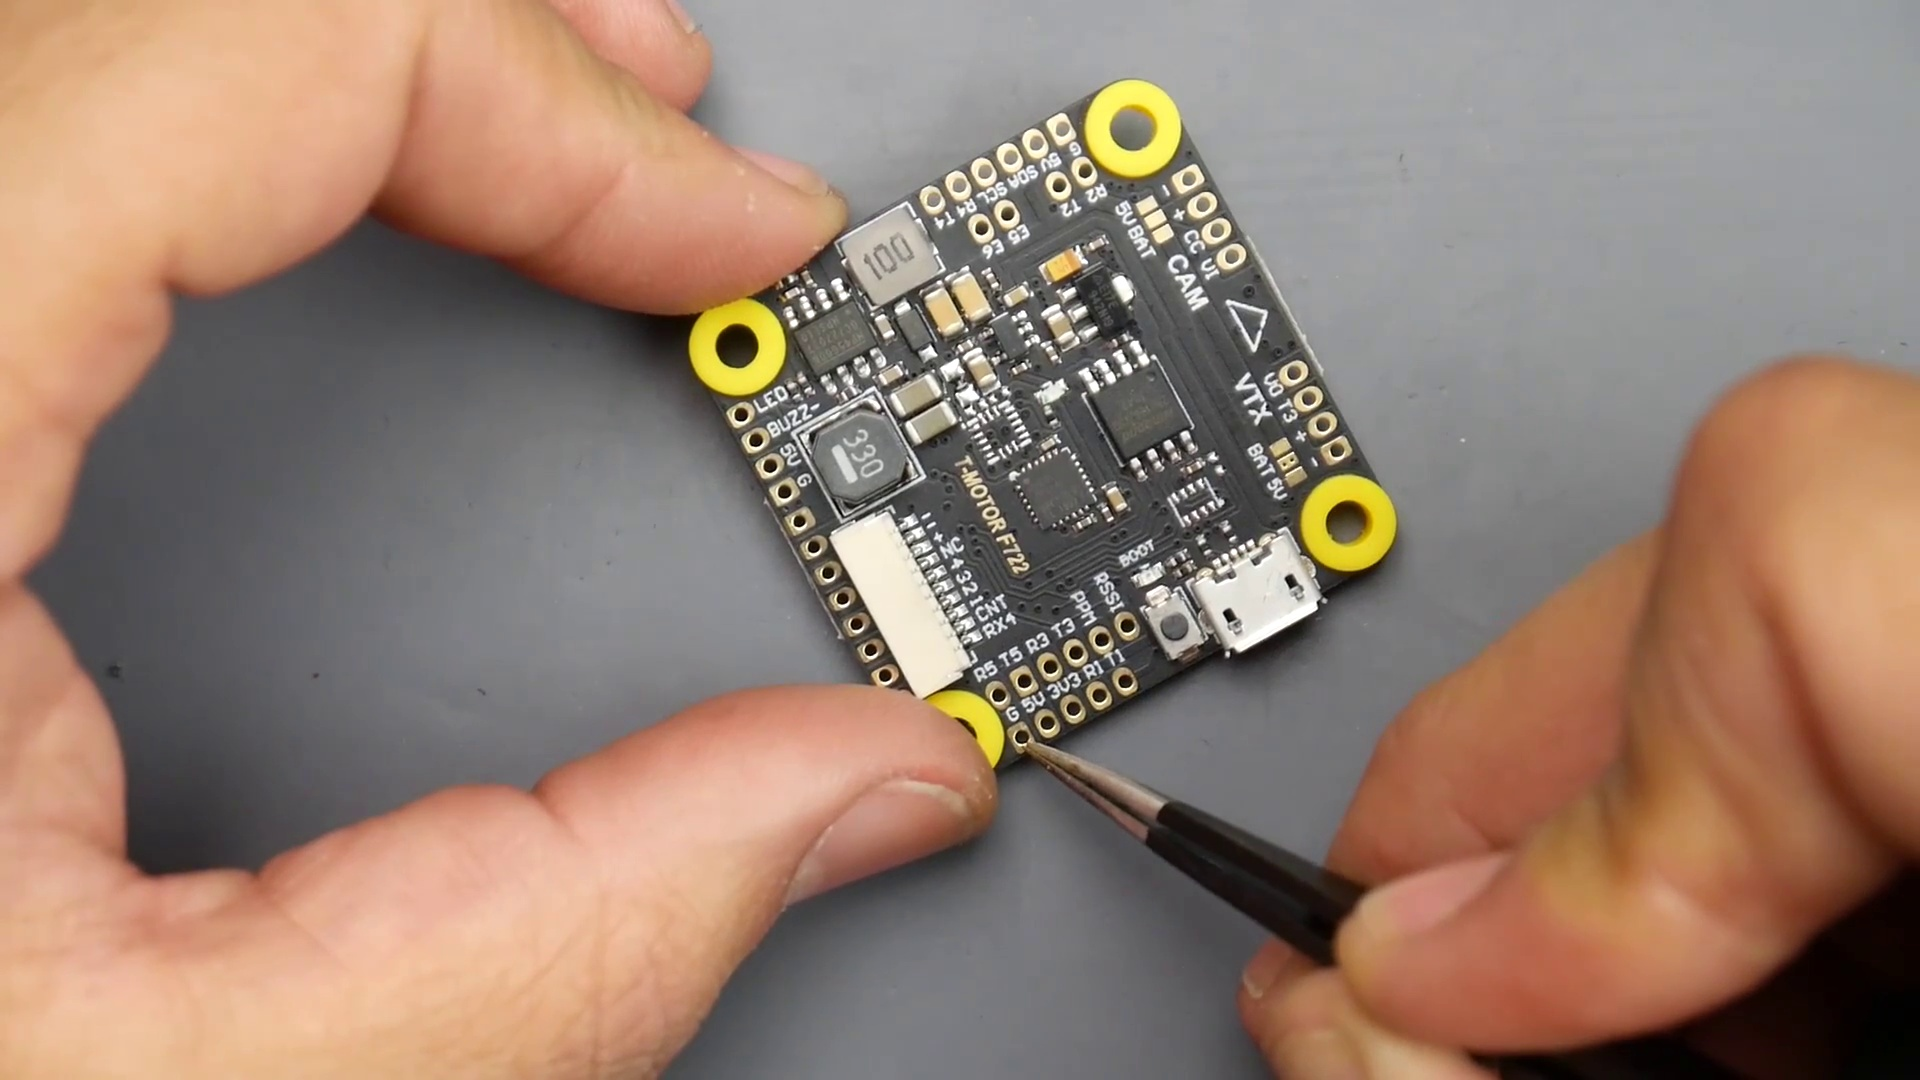 G
5V
SDA
SCL
R4
T4
R2
T2
E5
E6
100
-
+
CC
VI
5V BAT
CAM
VO
T3
+
-
VTX
BAT 5V
LED
BUZZ-
5V
G
330
T-MOTOR F722
-
+
NC
4
3
2
1
CNT
RX4
BOOT
RSSI
PPM
T3
R3
T5
R5
G 5V 3V3 R1 T1